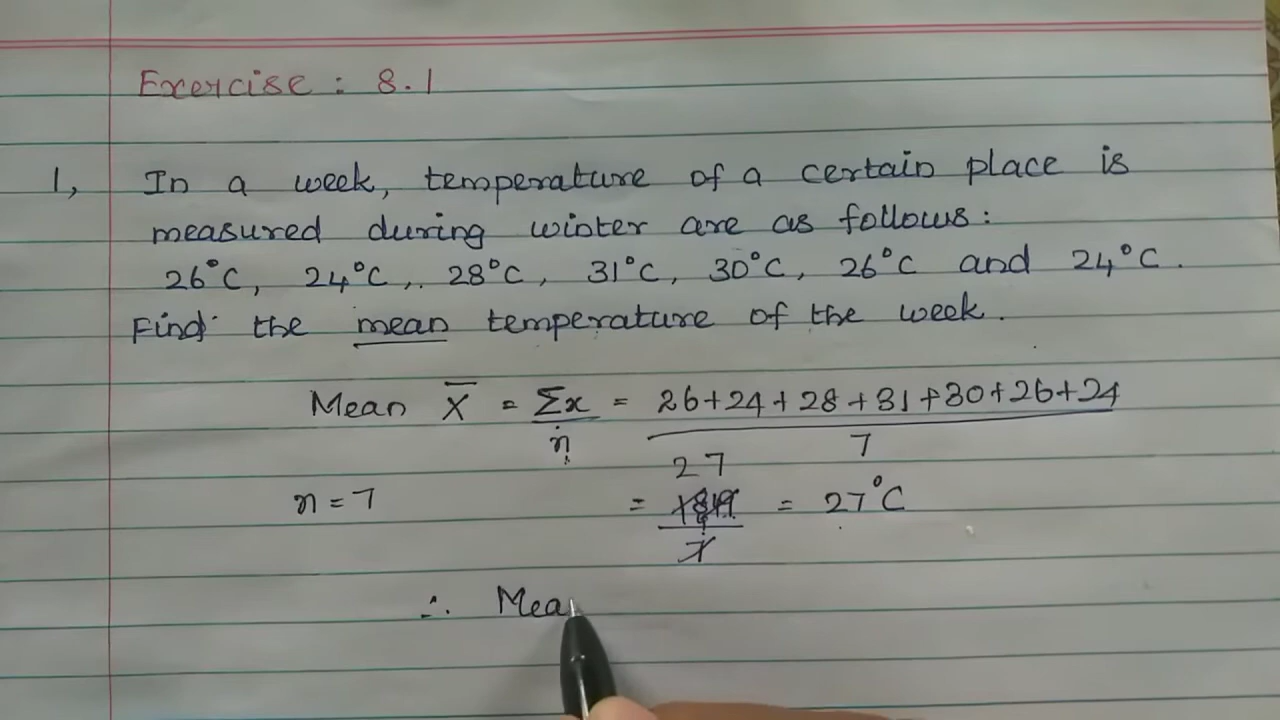 Exercise : 8.1
1, In a week, temperature of a certain place is
measured during winter are as follows:
26°C, 24°C, 28°C, 31°C, 30°C, 26°C and 24°C.
Find the mean temperature of the week.
Mean X̅ = Σx/n = 26+24+28+31+30+26+24/7
27
n = 7 = 189/7 = 27°C
∴ Mea